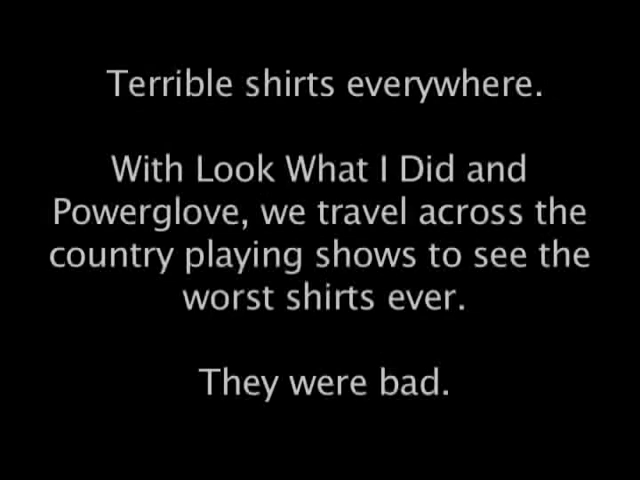 Terrible shirts everywhere.
With Look What I Did and
Powerglove, we travel across the
country playing shows to see the
worst shirts ever.
They were bad.